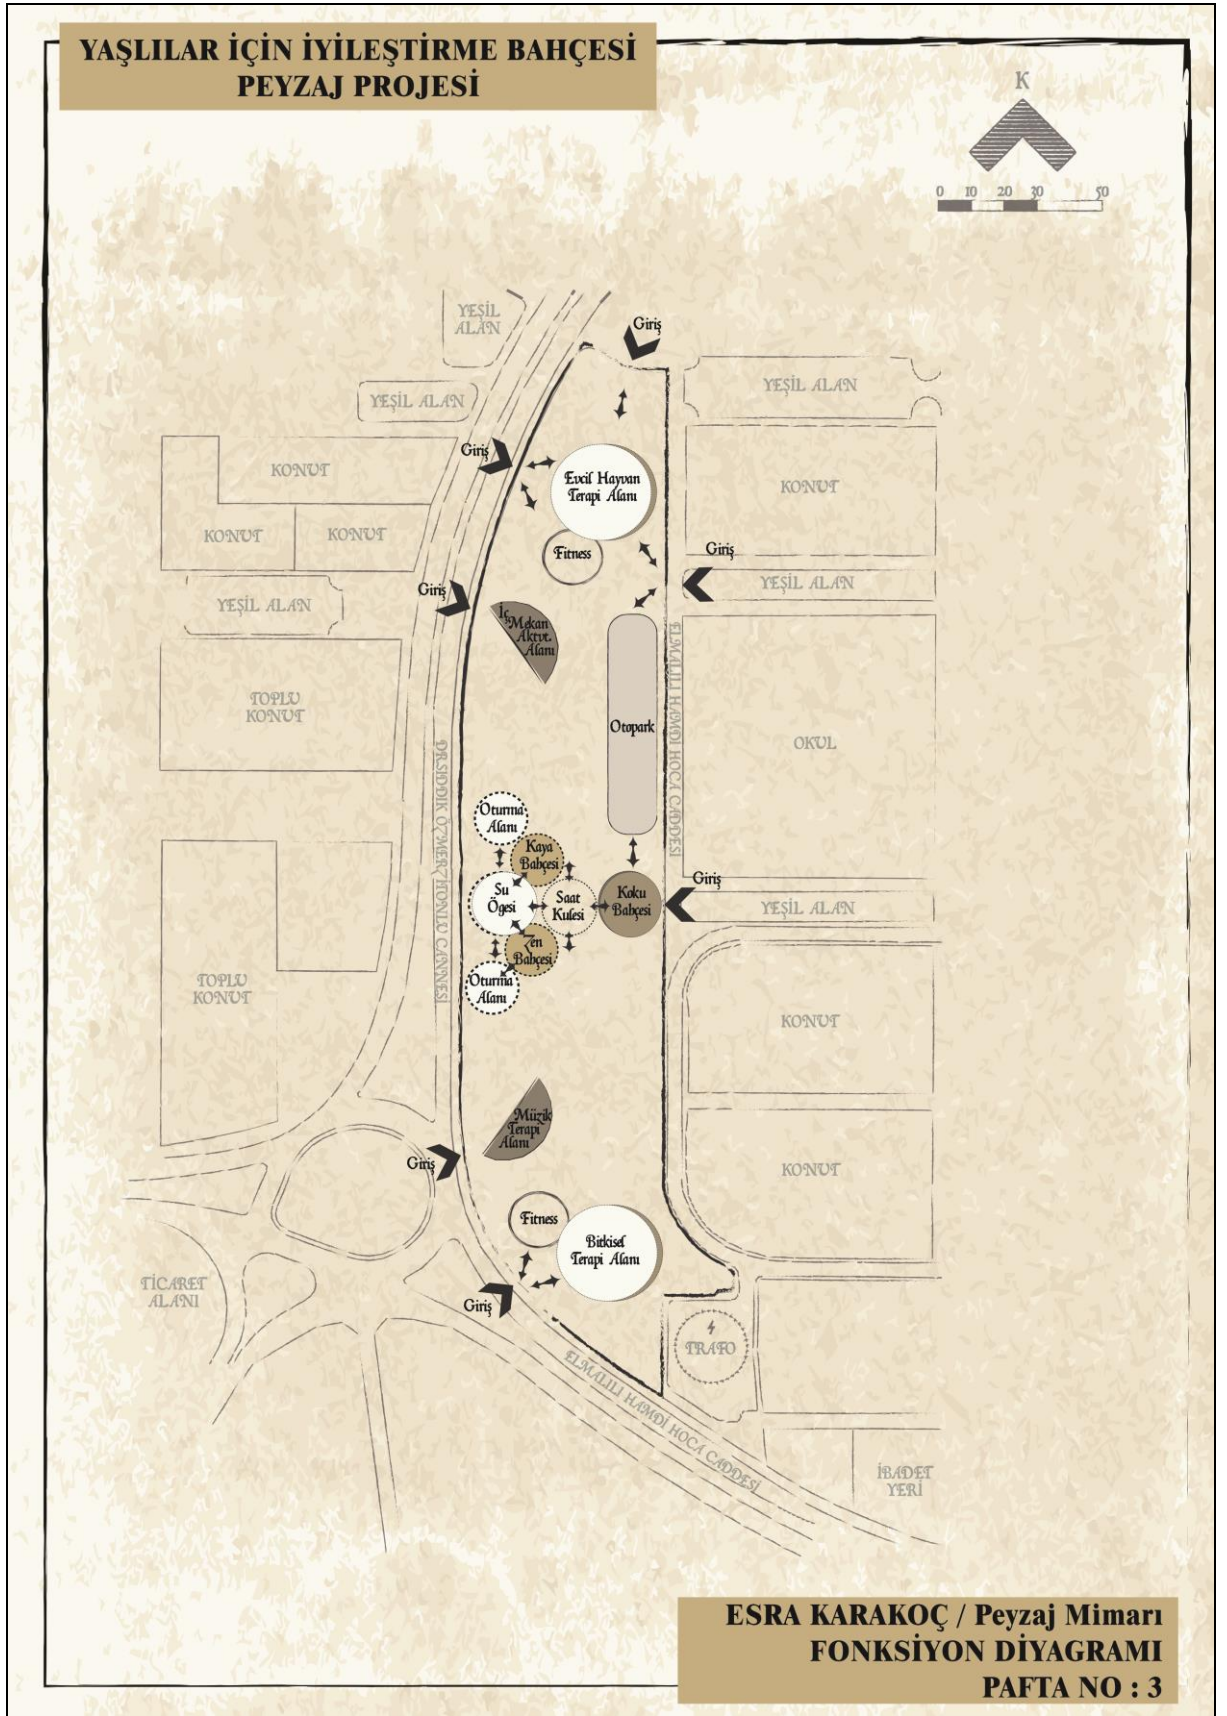 YAŞLILAR İÇİN İYİLEŞTİRME BAHÇESİ
PEYZAJ PROJESİ
K
0 10 20 30 50
YEŞİL
ALAN
Giriş
YEŞİL ALAN
YEŞİL ALAN
Giriş
KONUT
Evcil Hayvan
Terapi Alanı
KONUT
KONUT
KONUT
Fitness
Giriş
YEŞİL ALAN
Giriş
YEŞİL ALAN
İç
Mekan
Aktvt.
Alanı
ELMALILI HAMDİ HOCA CADDESİ
TOPLU
KONUT
Otopark
OKUL
DR.SIDDIK
Oturma
Alanı
Kaya
Bahçesi
Su
Ögesi
Saat
Kulesi
Koku
Bahçesi
Giriş
YEŞİL ALAN
Zen
Bahçesi
Oturma
Alanı
TOPLU
KONUT
KONUT
Müzik
Terapi
Alanı
Giriş
KONUT
Fitness
Bitkisel
Terapi Alanı
TİCARET
ALANI
Giriş
TRAFO
ELMALILI HAMDİ HOCA CADDESİ
İBADET
YERİ
ESRA KARAKOÇ / Peyzaj Mimarı
FONKSİYON DİYAGRAMI
PAFTA NO : 3